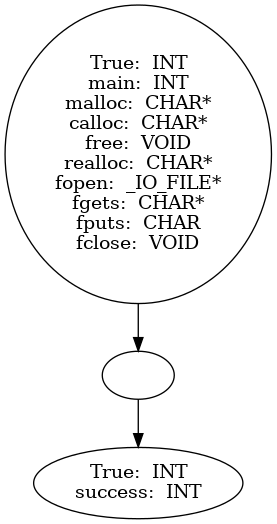 True: INT
main: INT
malloc: CHAR*
calloc: CHAR*
free: VOID
realloc: CHAR*
fopen: _IO_FILE*
fgets: CHAR*
fputs: CHAR
fclose: VOID
True: INT
success: INT